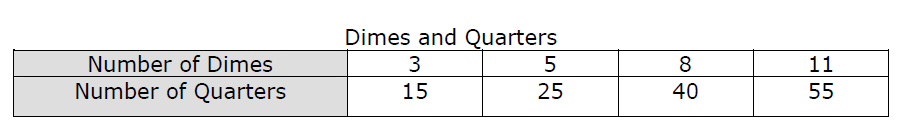 Dimes and Quarters
Number of Dimes 3 5 8 11
Number of Quarters 15 25 40 55